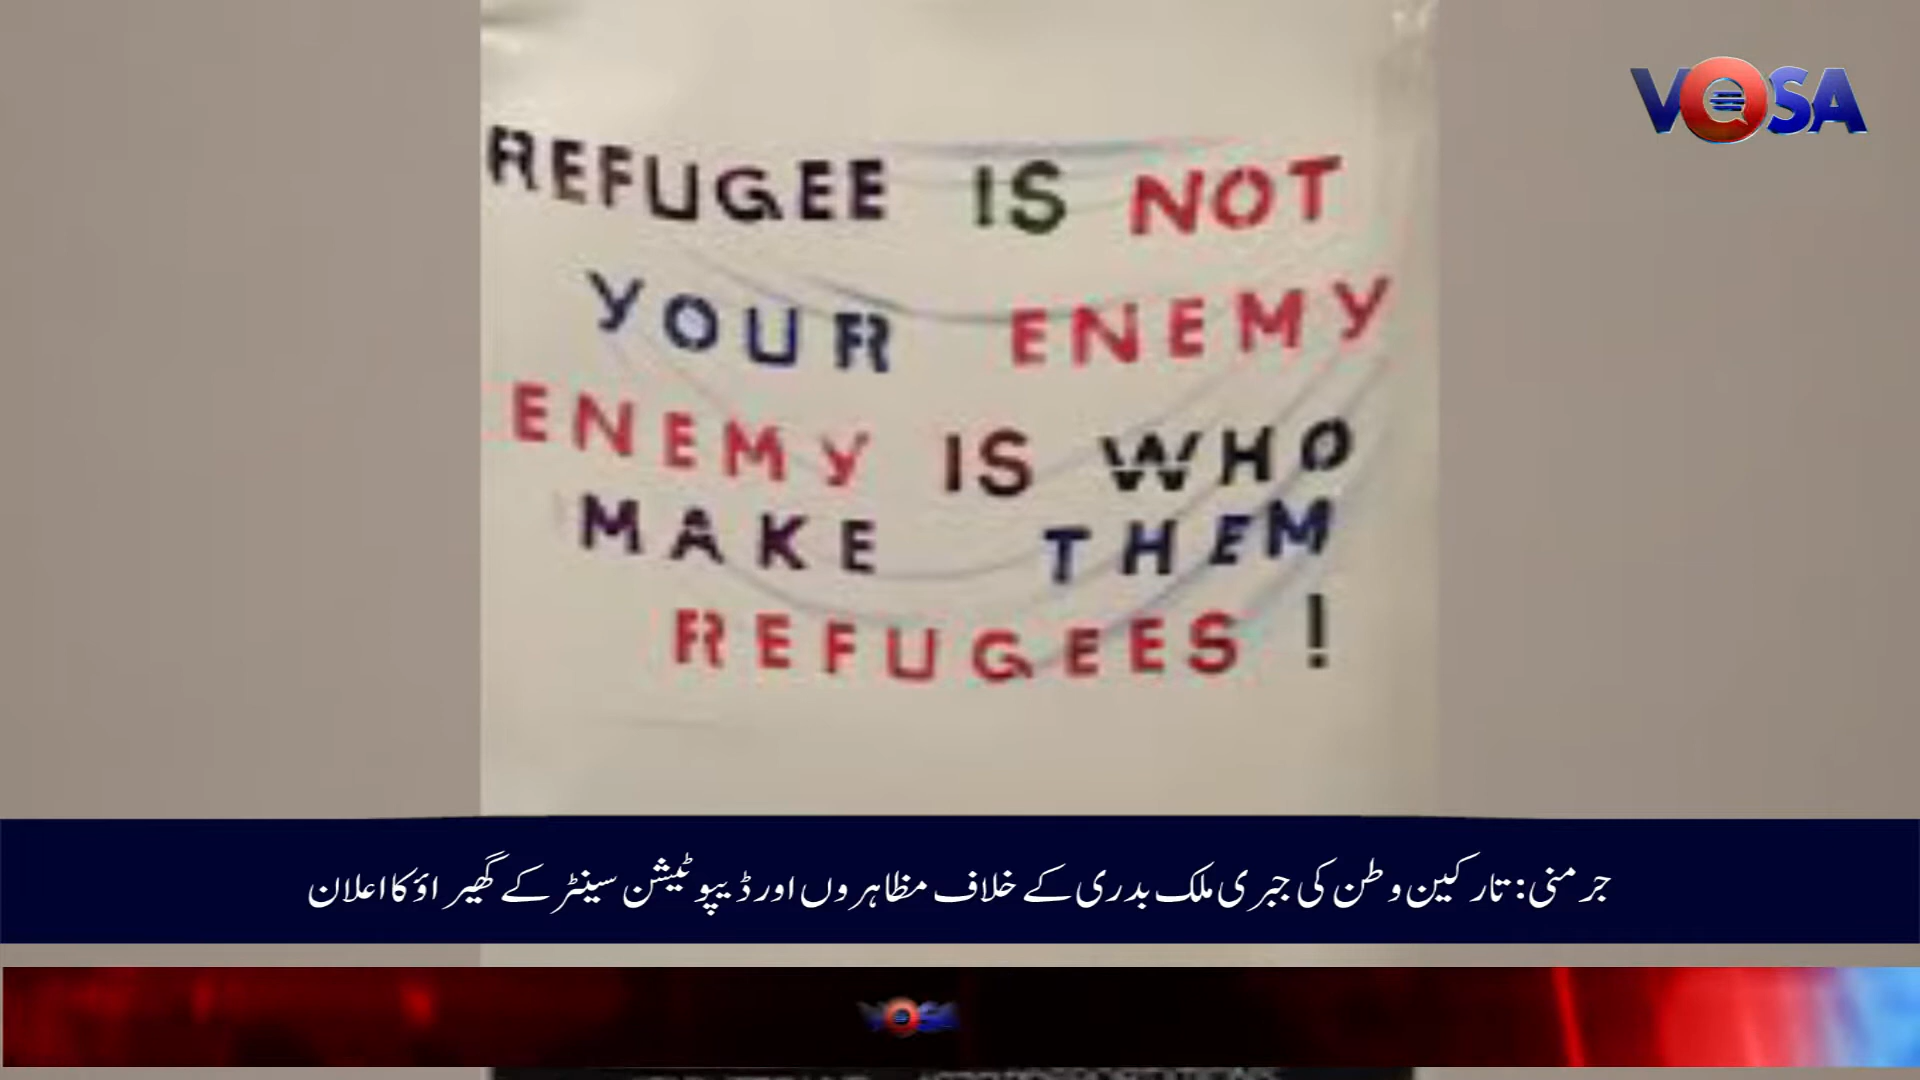 VOSA
REFUGEE IS NOT
YOUR ENEMY
ENEMY IS WHO
MAKE THEM
REFUGEES !
جرمنی: تارکین وطن کی جبری ملک بدری کے خلاف مظاہروں اور ڈیپوٹیشن سینٹر کے گھیراؤ کا اعلان
VOSA